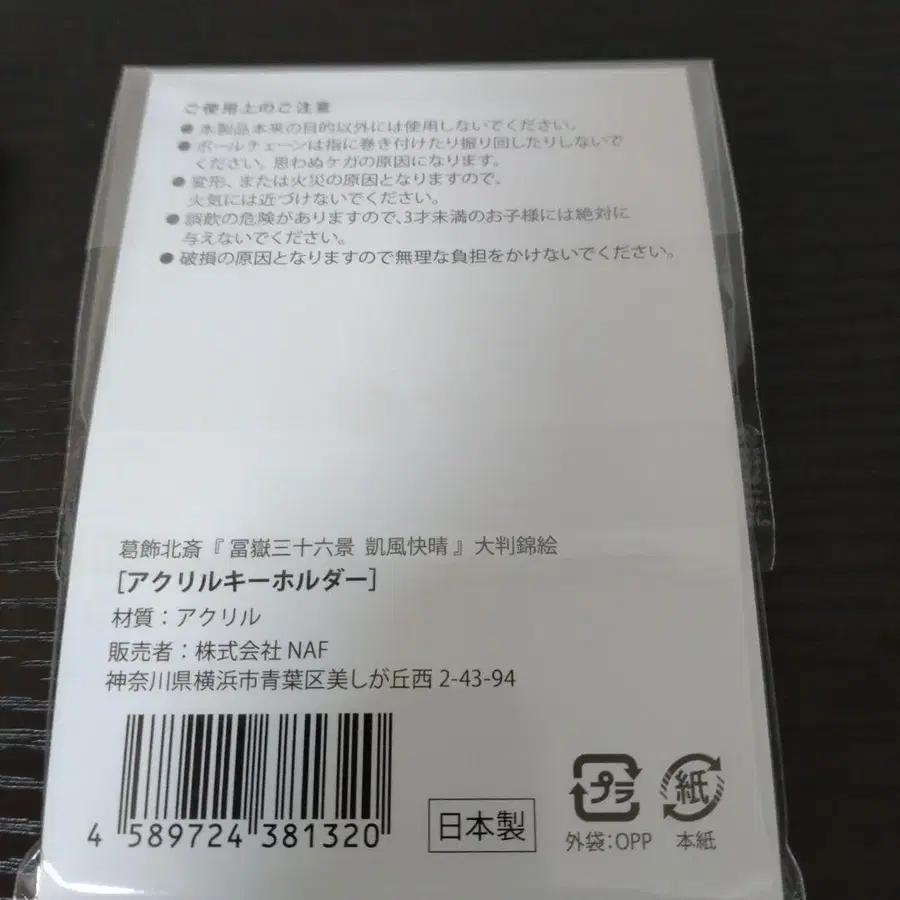 ご使用上のご注意
● 本製品本来の目的以外には使用しないでください。
● ボールチェーンは指に巻き付けたり振り回したりしないで
ください。思わぬケガの原因になります。
● 変形、または火災の原因となりますので、
火気には近づけないでください。
● 誤飲の危険がありますので、3才未満のお子様には絶対に
与えないでください。
● 破損の原因となりますので無理な負担をかけないでください。
葛飾北斎『冨嶽三十六景 凱風快晴』大判錦絵
[アクリルキーホルダー]
材質：アクリル
販売者：株式会社 NAF
神奈川県横浜市青葉区美しが丘西 2-43-94
4 589724 381320
日本製
プラ
外袋：OPP
紙
本紙